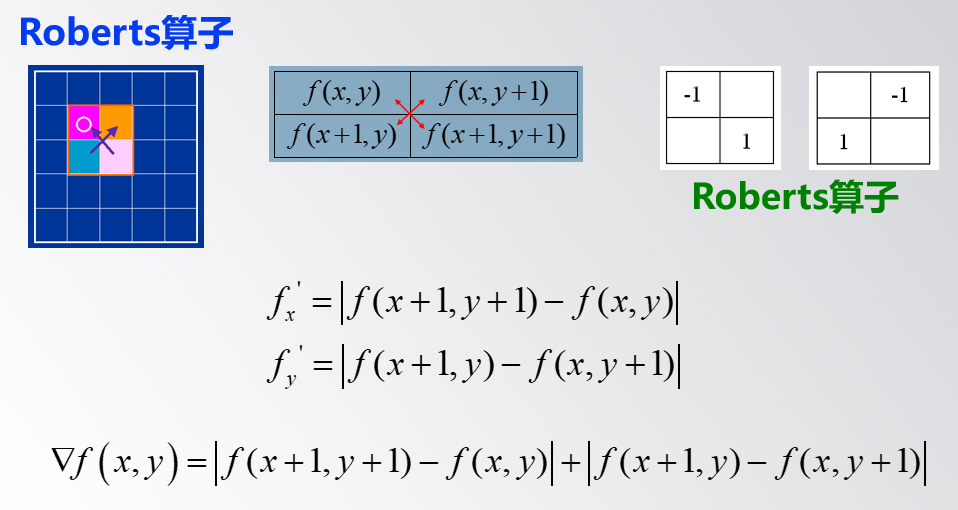 Roberts算子
f(x,y) f(x,y+1)
f(x+1,y) f(x+1,y+1)
-1
1
-1
1
Roberts算子
fₓ' = |f(x+1,y+1) − f(x,y)|
f_y' = |f(x+1,y) − f(x,y+1)|
∇f(x,y) = |f(x+1,y+1) − f(x,y)| + |f(x+1,y) − f(x,y+1)|